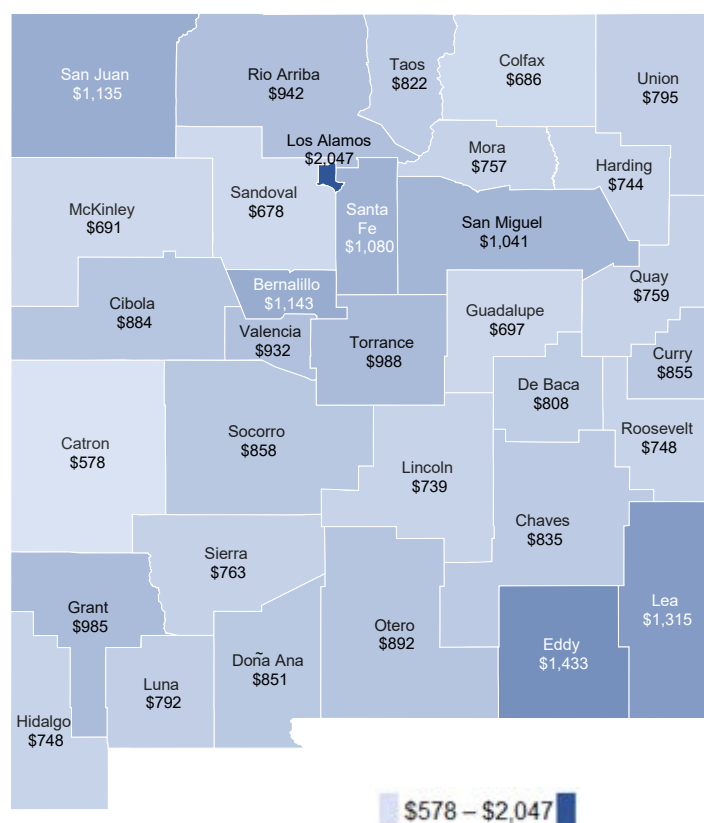 San Juan
$1,135
Rio Arriba
$942
Taos
$822
Colfax
$686
Union
$795
Los Alamos
$2,047
Mora
$757
Harding
$744
McKinley
$691
Sandoval
$678
Santa
Fe
$1,080
San Miguel
$1,041
Quay
$759
Cibola
$884
Bernalillo
$1,143
Valencia
$932
Torrance
$988
Guadalupe
$697
Curry
$855
De Baca
$808
Roosevelt
$748
Catron
$578
Socorro
$858
Lincoln
$739
Chaves
$835
Sierra
$763
Grant
$985
Lea
$1,315
Otero
$892
Eddy
$1,433
Doña Ana
$851
Luna
$792
Hidalgo
$748
$578 – $2,047